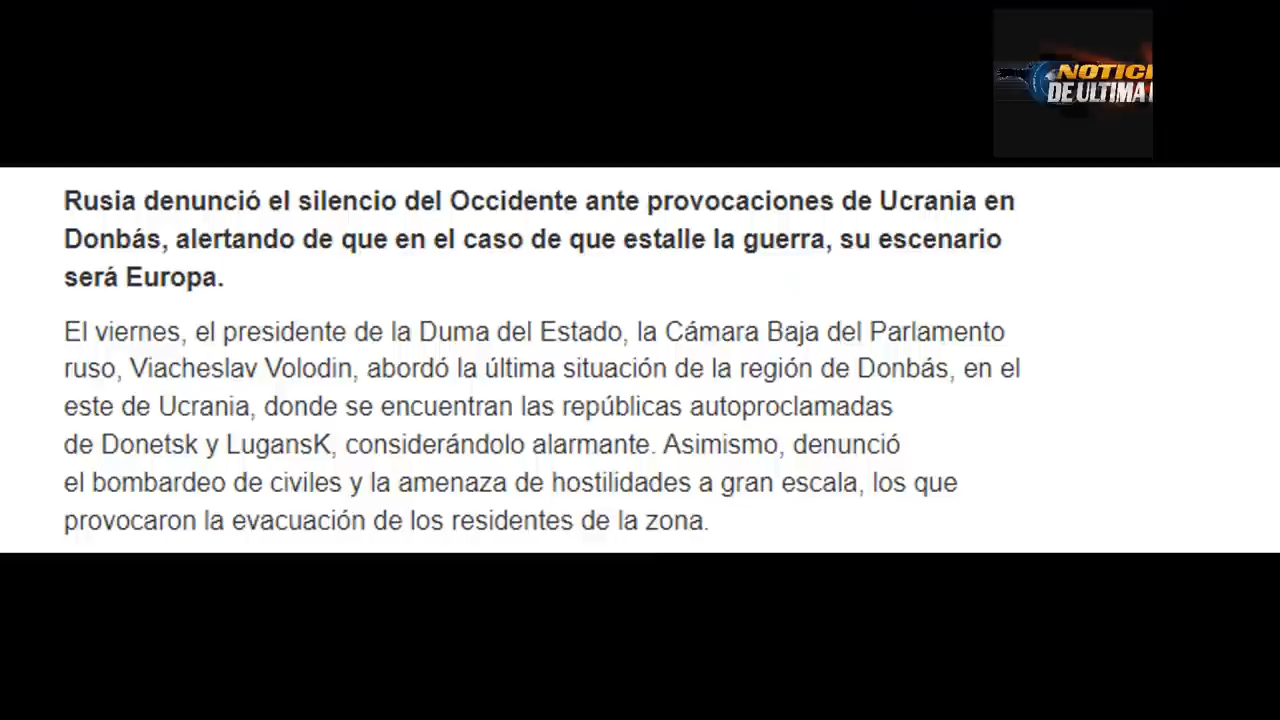 NOTICI
DE ULTIMA
Rusia denunció el silencio del Occidente ante provocaciones de Ucrania en
Donbás, alertando de que en el caso de que estalle la guerra, su escenario
será Europa.
El viernes, el presidente de la Duma del Estado, la Cámara Baja del Parlamento
ruso, Viacheslav Volodin, abordó la última situación de la región de Donbás, en el
este de Ucrania, donde se encuentran las repúblicas autoproclamadas
de Donetsk y LugansK, considerándolo alarmante. Asimismo, denunció
el bombardeo de civiles y la amenaza de hostilidades a gran escala, los que
provocaron la evacuación de los residentes de la zona.